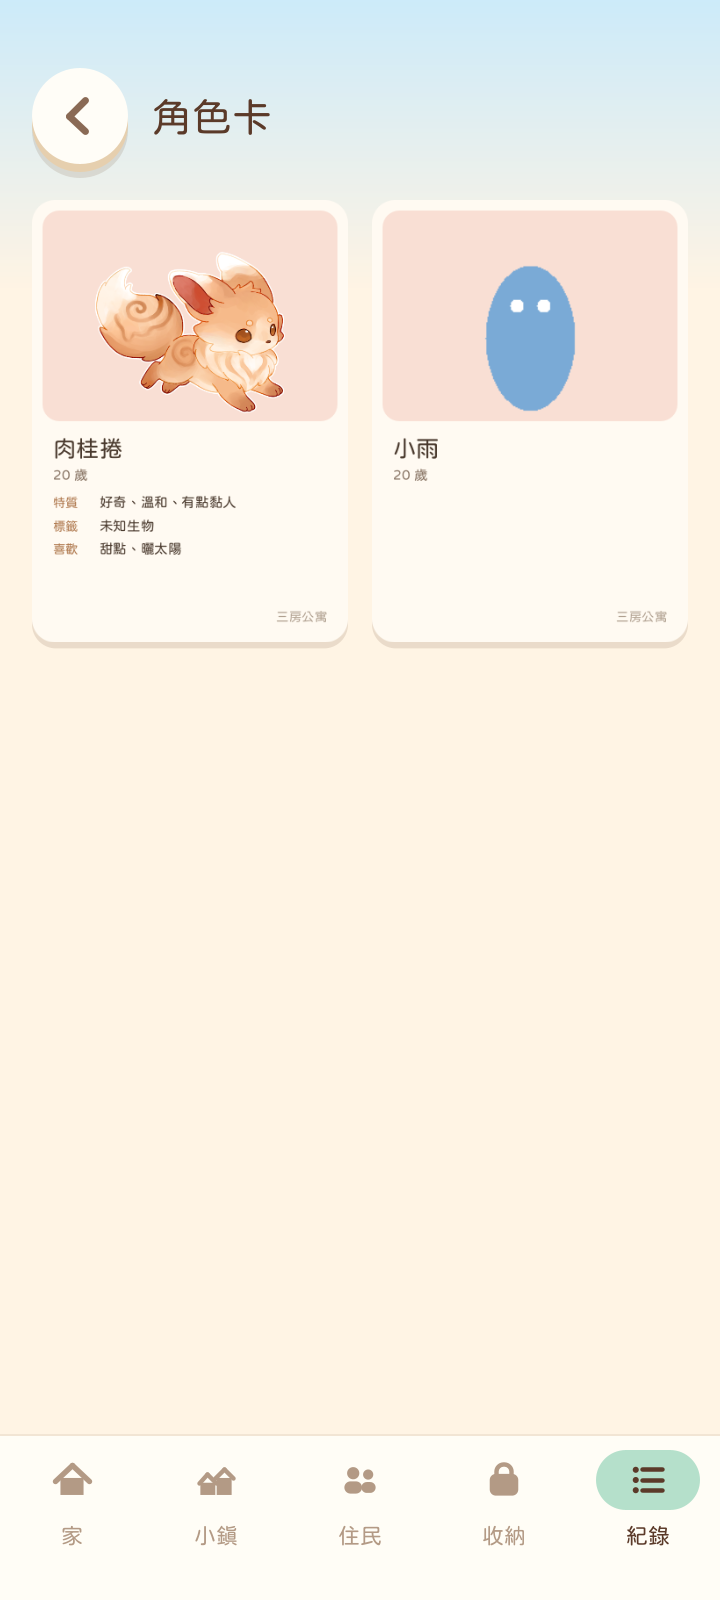 角色卡
肉桂捲
20 歲
特質 好奇、溫和、有點黏人
標籤 未知生物
喜歡 甜點、曬太陽
三房公寓
小雨
20 歲
三房公寓
家 小鎮 住民 收納 紀錄